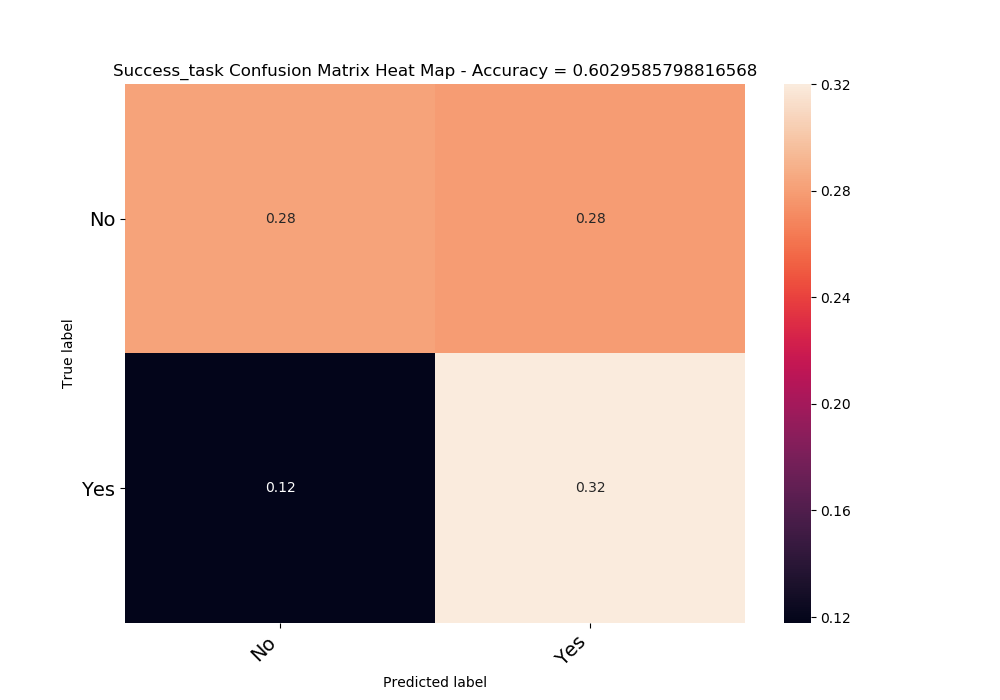 Success_task Confusion Matrix Heat Map - Accuracy = 0.6029585798816568
0.32
0.28
0.24
0.20
0.16
0.12
True label
No
0.28 0.28
Yes
0.12 0.32
No Yes
Predicted label